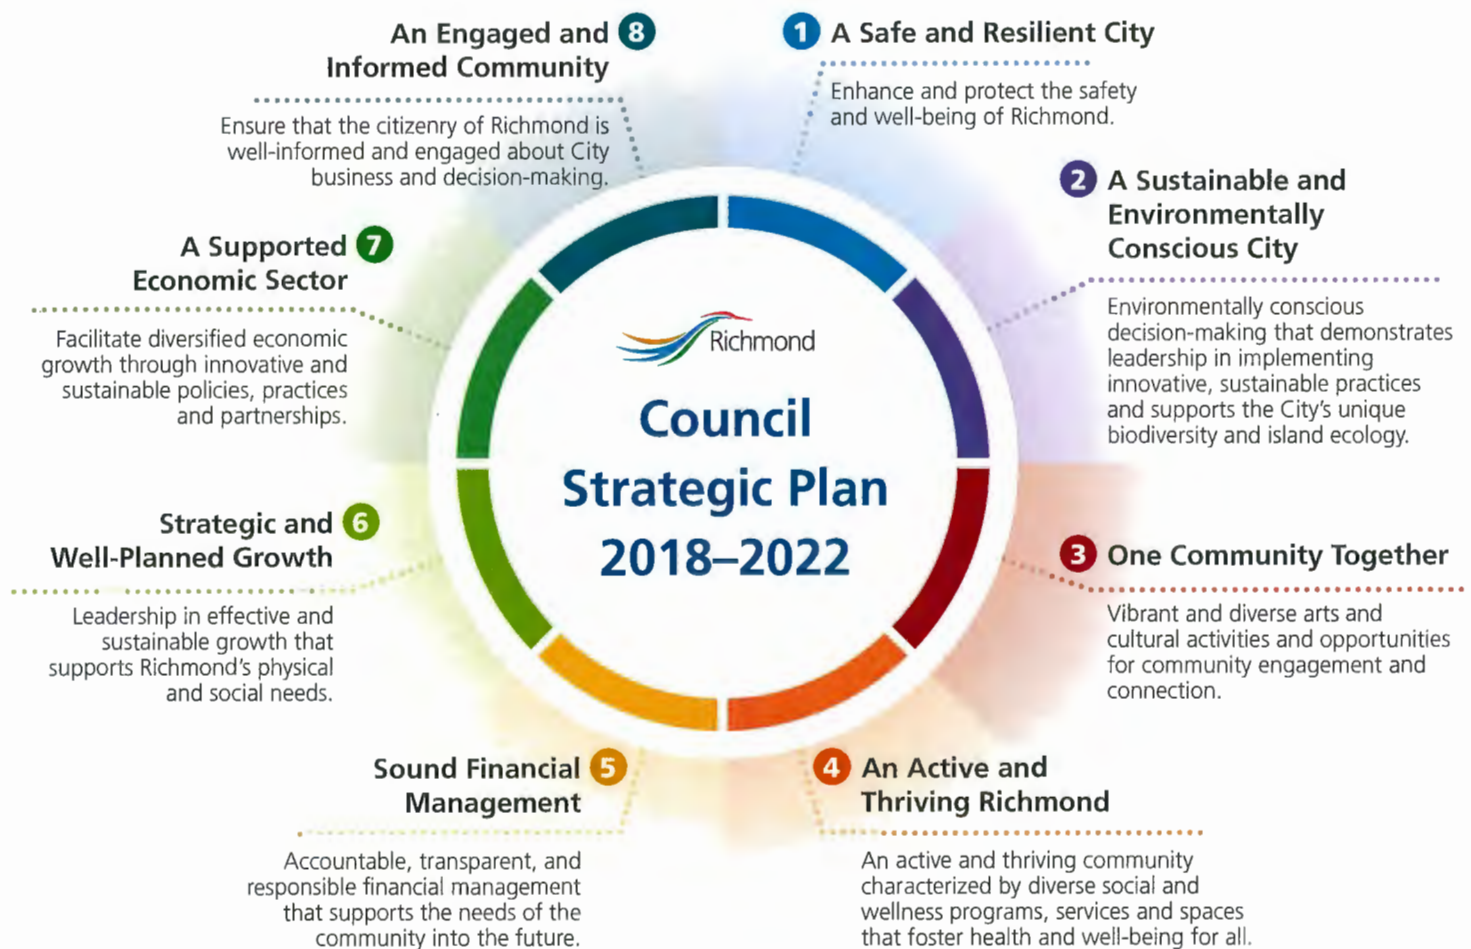 1 A Safe and Resilient City
Enhance and protect the safety
and well-being of Richmond.
2 A Sustainable and
Environmentally
Conscious City
Environmentally conscious
decision-making that demonstrates
leadership in implementing
innovative, sustainable practices
and supports the City's unique
biodiversity and island ecology.
3 One Community Together
Vibrant and diverse arts and
cultural activities and opportunities
for community engagement and
connection.
4 An Active and
Thriving Richmond
An active and thriving community
characterized by diverse social and
wellness programs, services and spaces
that foster health and well-being for all.
Sound Financial 5
Management
Accountable, transparent, and
responsible financial management
that supports the needs of the
community into the future.
Strategic and 6
Well-Planned Growth
Leadership in effective and
sustainable growth that
supports Richmond's physical
and social needs.
A Supported 7
Economic Sector
Facilitate diversified economic
growth through innovative and
sustainable policies, practices
and partnerships.
An Engaged and 8
Informed Community
Ensure that the citizenry of Richmond is
well-informed and engaged about City
business and decision-making.
Richmond
Council
Strategic Plan
2018–2022